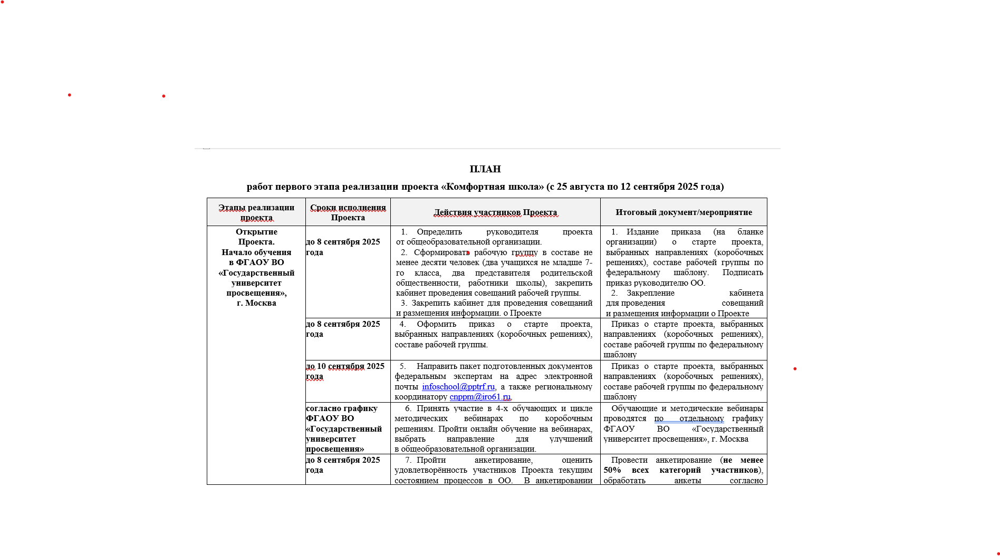 ПЛАН
работ первого этапа реализации проекта «Комфортная школа» (с 25 августа по 12 сентября 2025 года)
Этапы реализации
проекта
Сроки исполнения
Проекта
Действия участников Проекта
Итоговый документ/мероприятие
Открытие
Проекта.
Начало обучения
в ФГАОУ ВО
«Государственный
университет
просвещения»,
г. Москва
до 8 сентября 2025
года
1. Определить руководителя проекта
от общеобразовательной организации.
2. Сформировать рабочую группу в составе не
менее десяти человек (два учащихся не младше 7-
го класса, два представителя родительской
общественности, работники школы), закрепить
кабинет проведения совещаний рабочей группы.
3. Закрепить кабинет для проведения совещаний
и размещения информации. о Проекте
1. Издание приказа (на бланке
организации) о старте проекта,
выбранных направлениях (коробочных
решениях), составе рабочей группы по
федеральному шаблону. Подписать
приказ руководителю ОО.
2. Закрепление кабинета
для проведения совещаний
и размещения информации о Проекте
до 8 сентября 2025
года
4. Оформить приказ о старте проекта,
выбранных направлениях (коробочных решениях),
составе рабочей группы.
Приказ о старте проекта, выбранных
направлениях (коробочных решениях),
составе рабочей группы по федеральному
шаблону
до 10 сентября 2025
года
5. Направить пакет подготовленных документов
федеральным экспертам на адрес электронной
почты infoschool@pptrf.ru, а также региональному
координатору cnppm@iro61.ru.
Приказ о старте проекта, выбранных
направлениях (коробочных решениях),
составе рабочей группы по федеральному
шаблону
согласно графику
ФГАОУ ВО
«Государственный
университет
просвещения»
6. Принять участие в 4-х обучающих и цикле
методических вебинарах по коробочным
решениям. Пройти онлайн обучение на вебинарах,
выбрать направление для улучшений
в общеобразовательной организации.
Обучающие и методические вебинары
проводятся по отдельному графику
ФГАОУ ВО «Государственный
университет просвещения», г. Москва
до 8 сентября 2025
года
7. Пройти анкетирование, оценить
удовлетворённость участников Проекта текущим
состоянием процессов в ОО. В анкетировании
Провести анкетирование (не менее
50% всех категорий участников),
обработать анкеты согласно